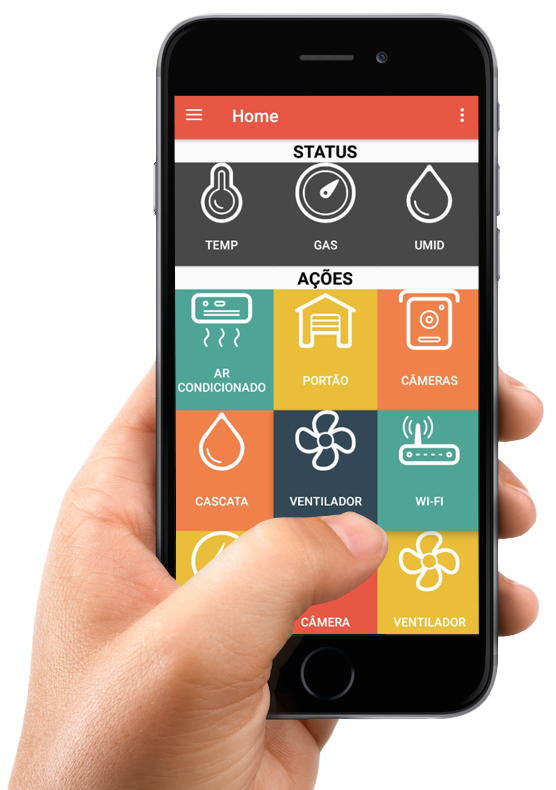 Home
STATUS
TEMP
GAS
UMID
AÇÕES
AR
CONDICIONADO
PORTÃO
CÂMERAS
CASCATA
VENTILADOR
WI-FI
CÂMERA
VENTILADOR